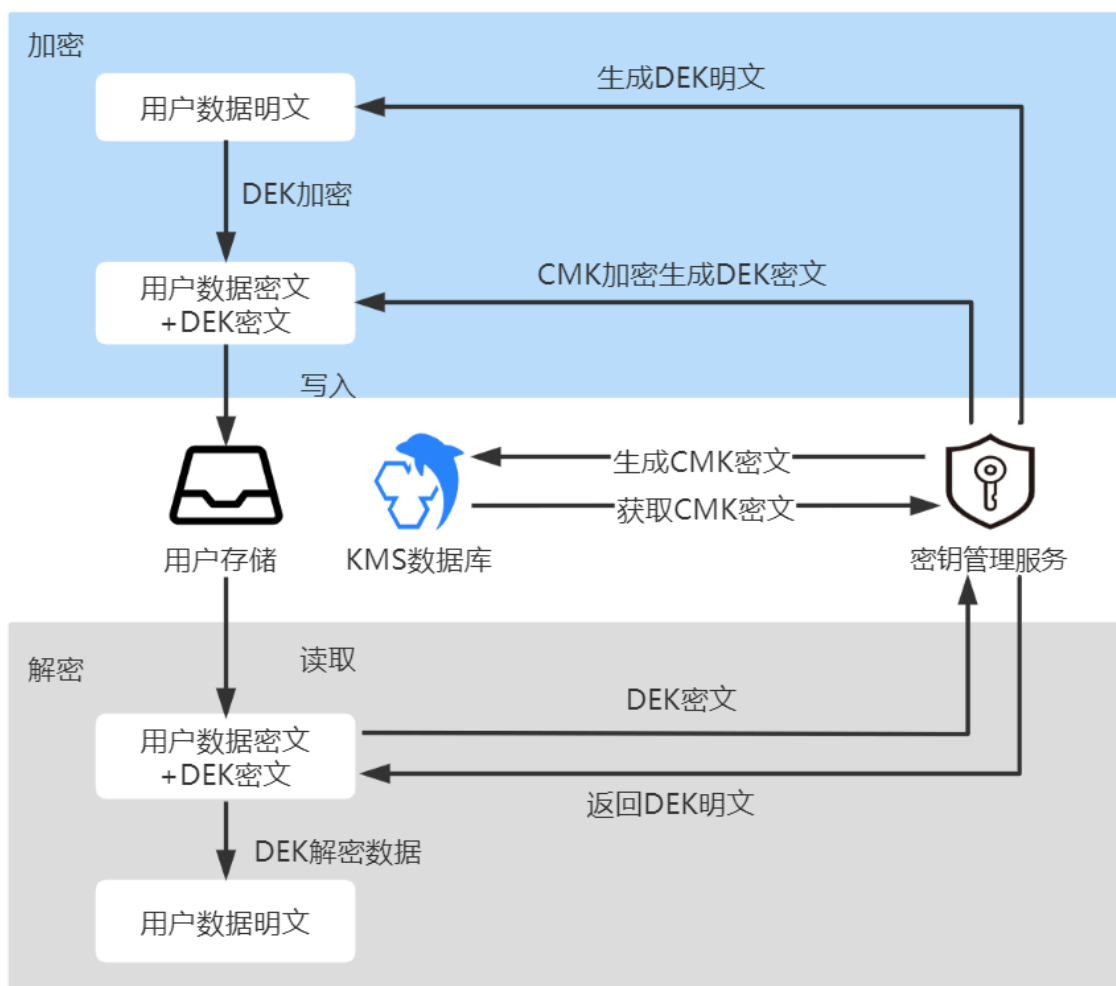 加密
生成DEK明文
用户数据明文
DEK加密
CMK加密生成DEK密文
用户数据密文
+DEK密文
写入
生成CMK密文
获取CMK密文
用户存储
KMS数据库
密钥管理服务
解密
读取
DEK密文
用户数据密文
+DEK密文
返回DEK明文
DEK解密数据
用户数据明文